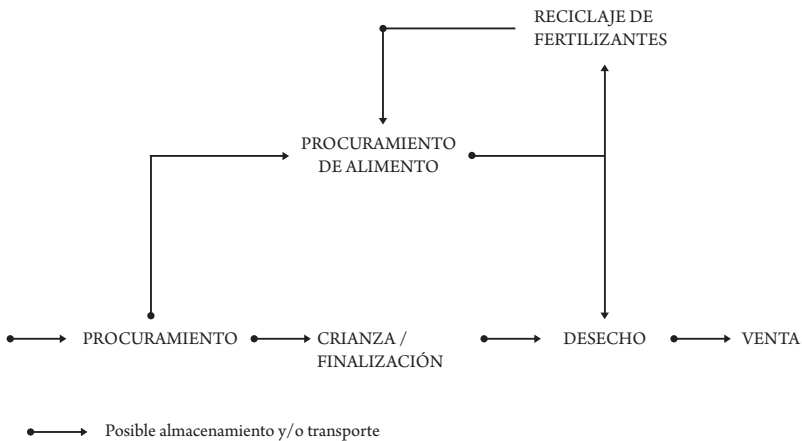 RECICLAJE DE
FERTILIZANTES
PROCURAMIENTO
DE ALIMENTO
PROCURAMIENTO
CRIANZA /
FINALIZACIÓN
DESECHO
VENTA
Posible almacenamiento y/o transporte